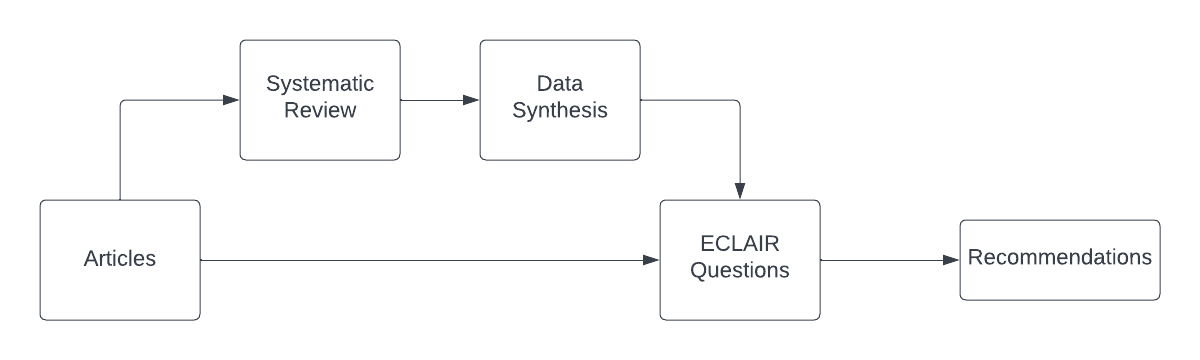 Systematic
Review
Data
Synthesis
Articles
ECLAIR
Questions
Recommendations